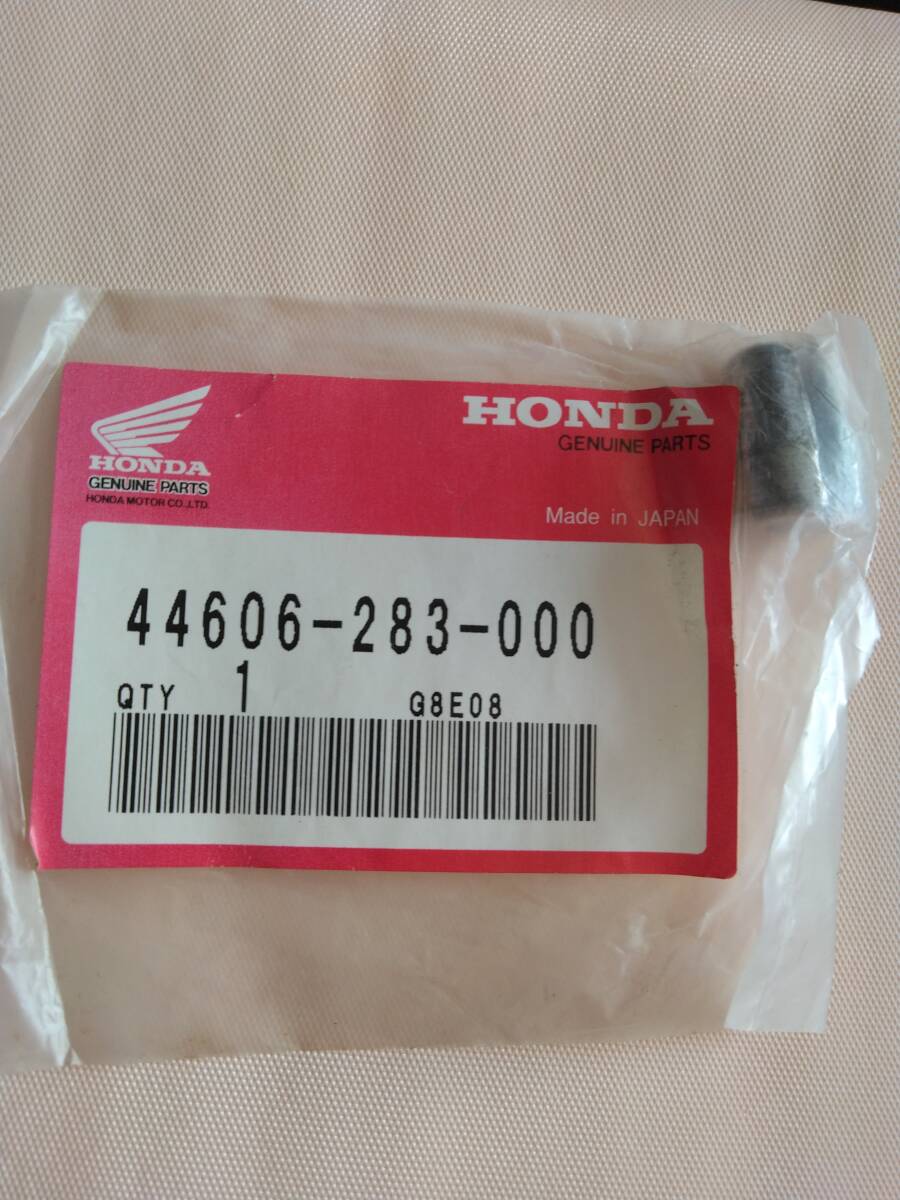 HONDA
GENUINE PARTS
HONDA MOTOR CO.,LTD.
HONDA
GENUINE PARTS
Made in JAPAN
44606-283-000
QTY 1 G8E08